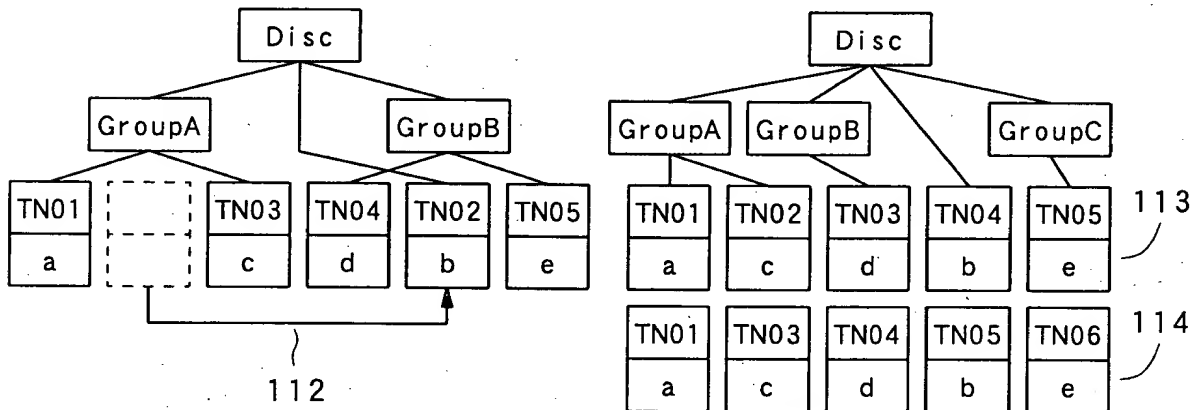 Disc
GroupA GroupB
TN01 TN03 TN04 TN02 TN05
a c d b e
112
Disc
GroupA GroupB GroupC
TN01 TN02 TN03 TN04 TN05 113
a c d b e
TN01 TN03 TN04 TN05 TN06 114
a c d b e